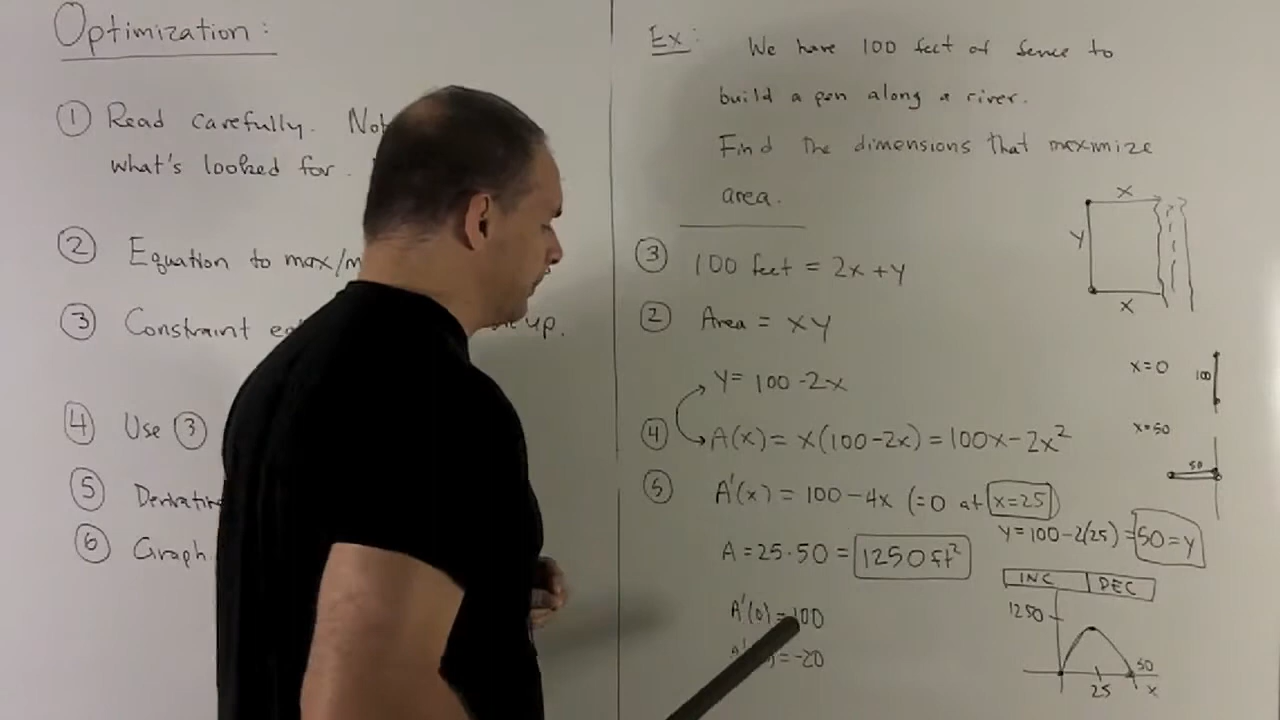 Optimization:
① Read carefully.
what's looked for.
② Equation to max/m
③ Constraint up.
④ Use ③
⑤
⑥ Graph
Ex: We have 100 feet of fence to
build a pen along a river.
Find the dimensions that maximize
area.
③ 100 feet = 2x + y
② Area = xy
y = 100 - 2x
④ A(x) = x(100-2x) = 100x - 2x²
⑤ A'(x) = 100 - 4x (=0 at x=25)
y = 100 - 2(25) = 50 = y
A = 25·50 = 1250 ft²
A'(0) = 100
= -20
x
y
x
x=0
100
x=50
50
INC DEC
1250
50
25 x